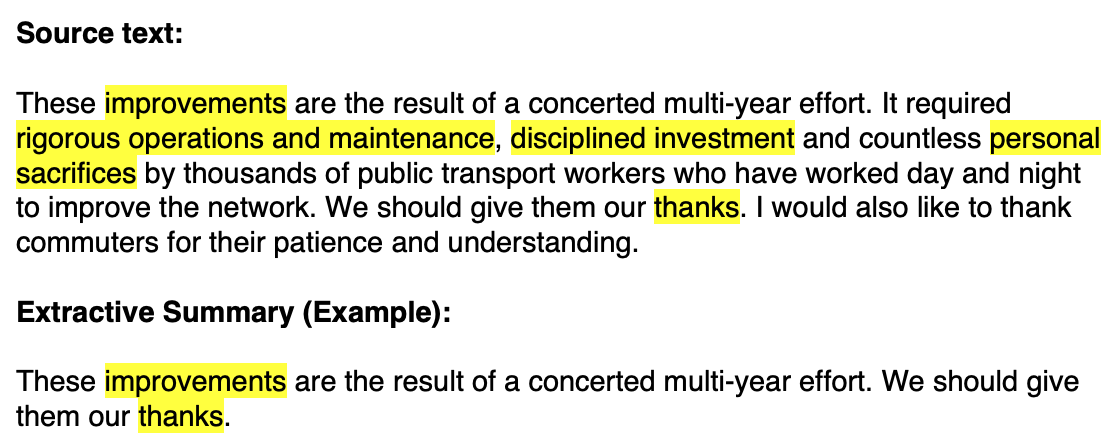 Source text:
These improvements are the result of a concerted multi-year effort. It required
rigorous operations and maintenance, disciplined investment and countless personal
sacrifices by thousands of public transport workers who have worked day and night
to improve the network. We should give them our thanks. I would also like to thank
commuters for their patience and understanding.
Extractive Summary (Example):
These improvements are the result of a concerted multi-year effort. We should give
them our thanks.